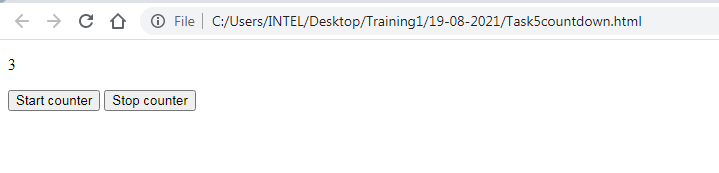 File C:/Users/INTEL/Desktop/Training1/19-08-2021/Task5countdown.html
3
Start counter Stop counter